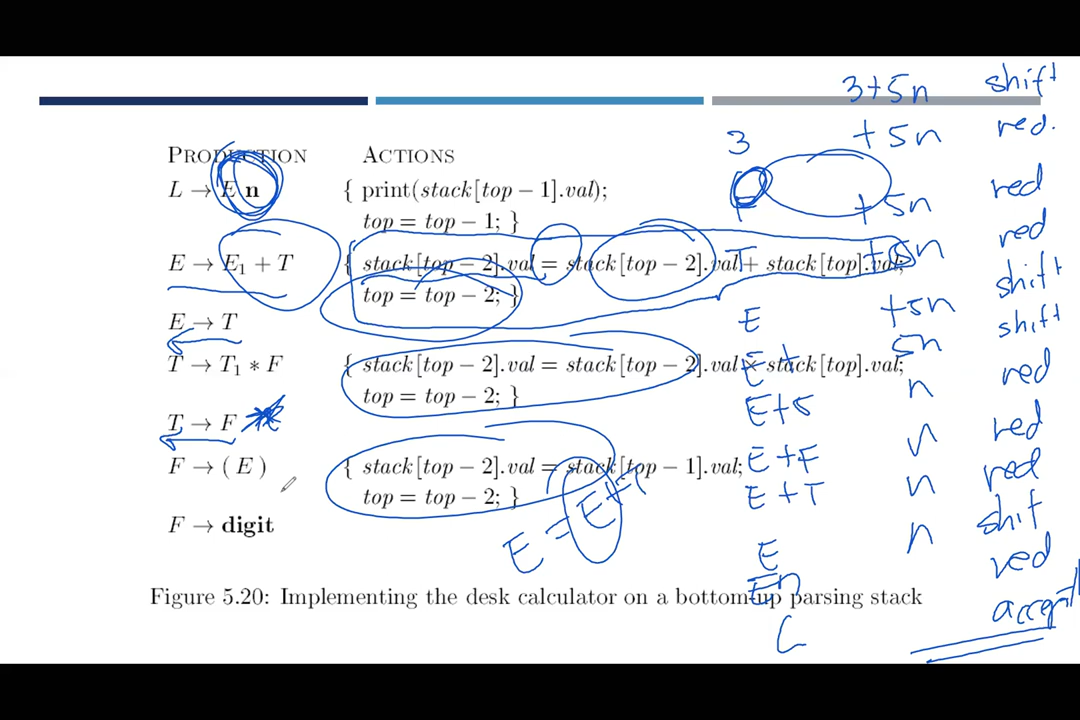 3+5n shift
3 +5n red.
PRODUCTION ACTIONS
L → E n { print(stack[top − 1].val); F +5n red
top = top − 1; }
E → E₁ + T { stack[top − 2].val = stack[top − 2].val + stack[top].val; T +5n red
top = top − 2; }
E → T E +5n shift
T → T₁ * F { stack[top − 2].val = stack[top − 2].val × stack[top].val; E+ 5n shift
top = top − 2; } E+5 n red
T → F
F → ( E ) { stack[top − 2].val = stack[top − 1].val; E+F n red
top = top − 2; } E+T n red
E = E+T
F → digit E n shif
En red
Figure 5.20: Implementing the desk calculator on a bottom-up parsing stack
L accept